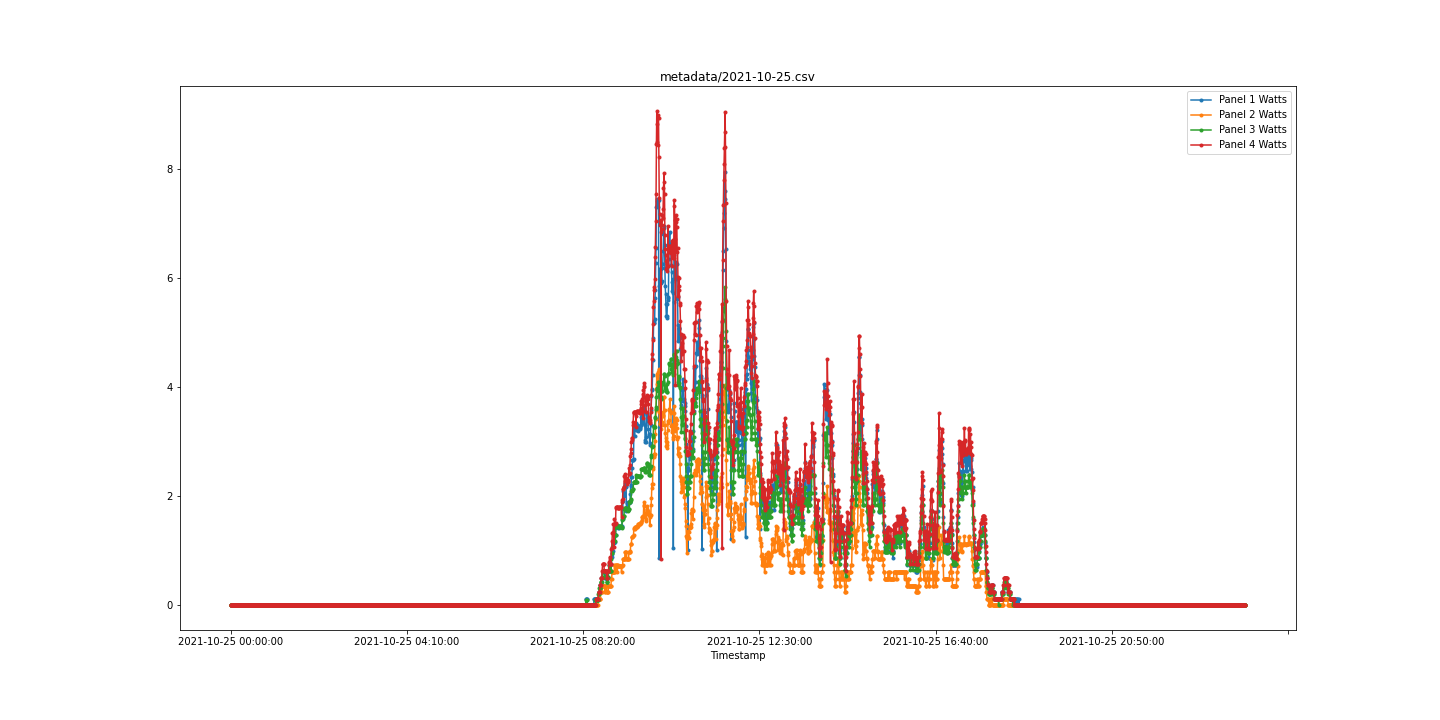 metadata/2021-10-25.csv
Panel 1 Watts
Panel 2 Watts
Panel 3 Watts
Panel 4 Watts
8
6
4
2
0
2021-10-25 00:00:00 2021-10-25 04:10:00 2021-10-25 08:20:00 2021-10-25 12:30:00 2021-10-25 16:40:00 2021-10-25 20:50:00
Timestamp